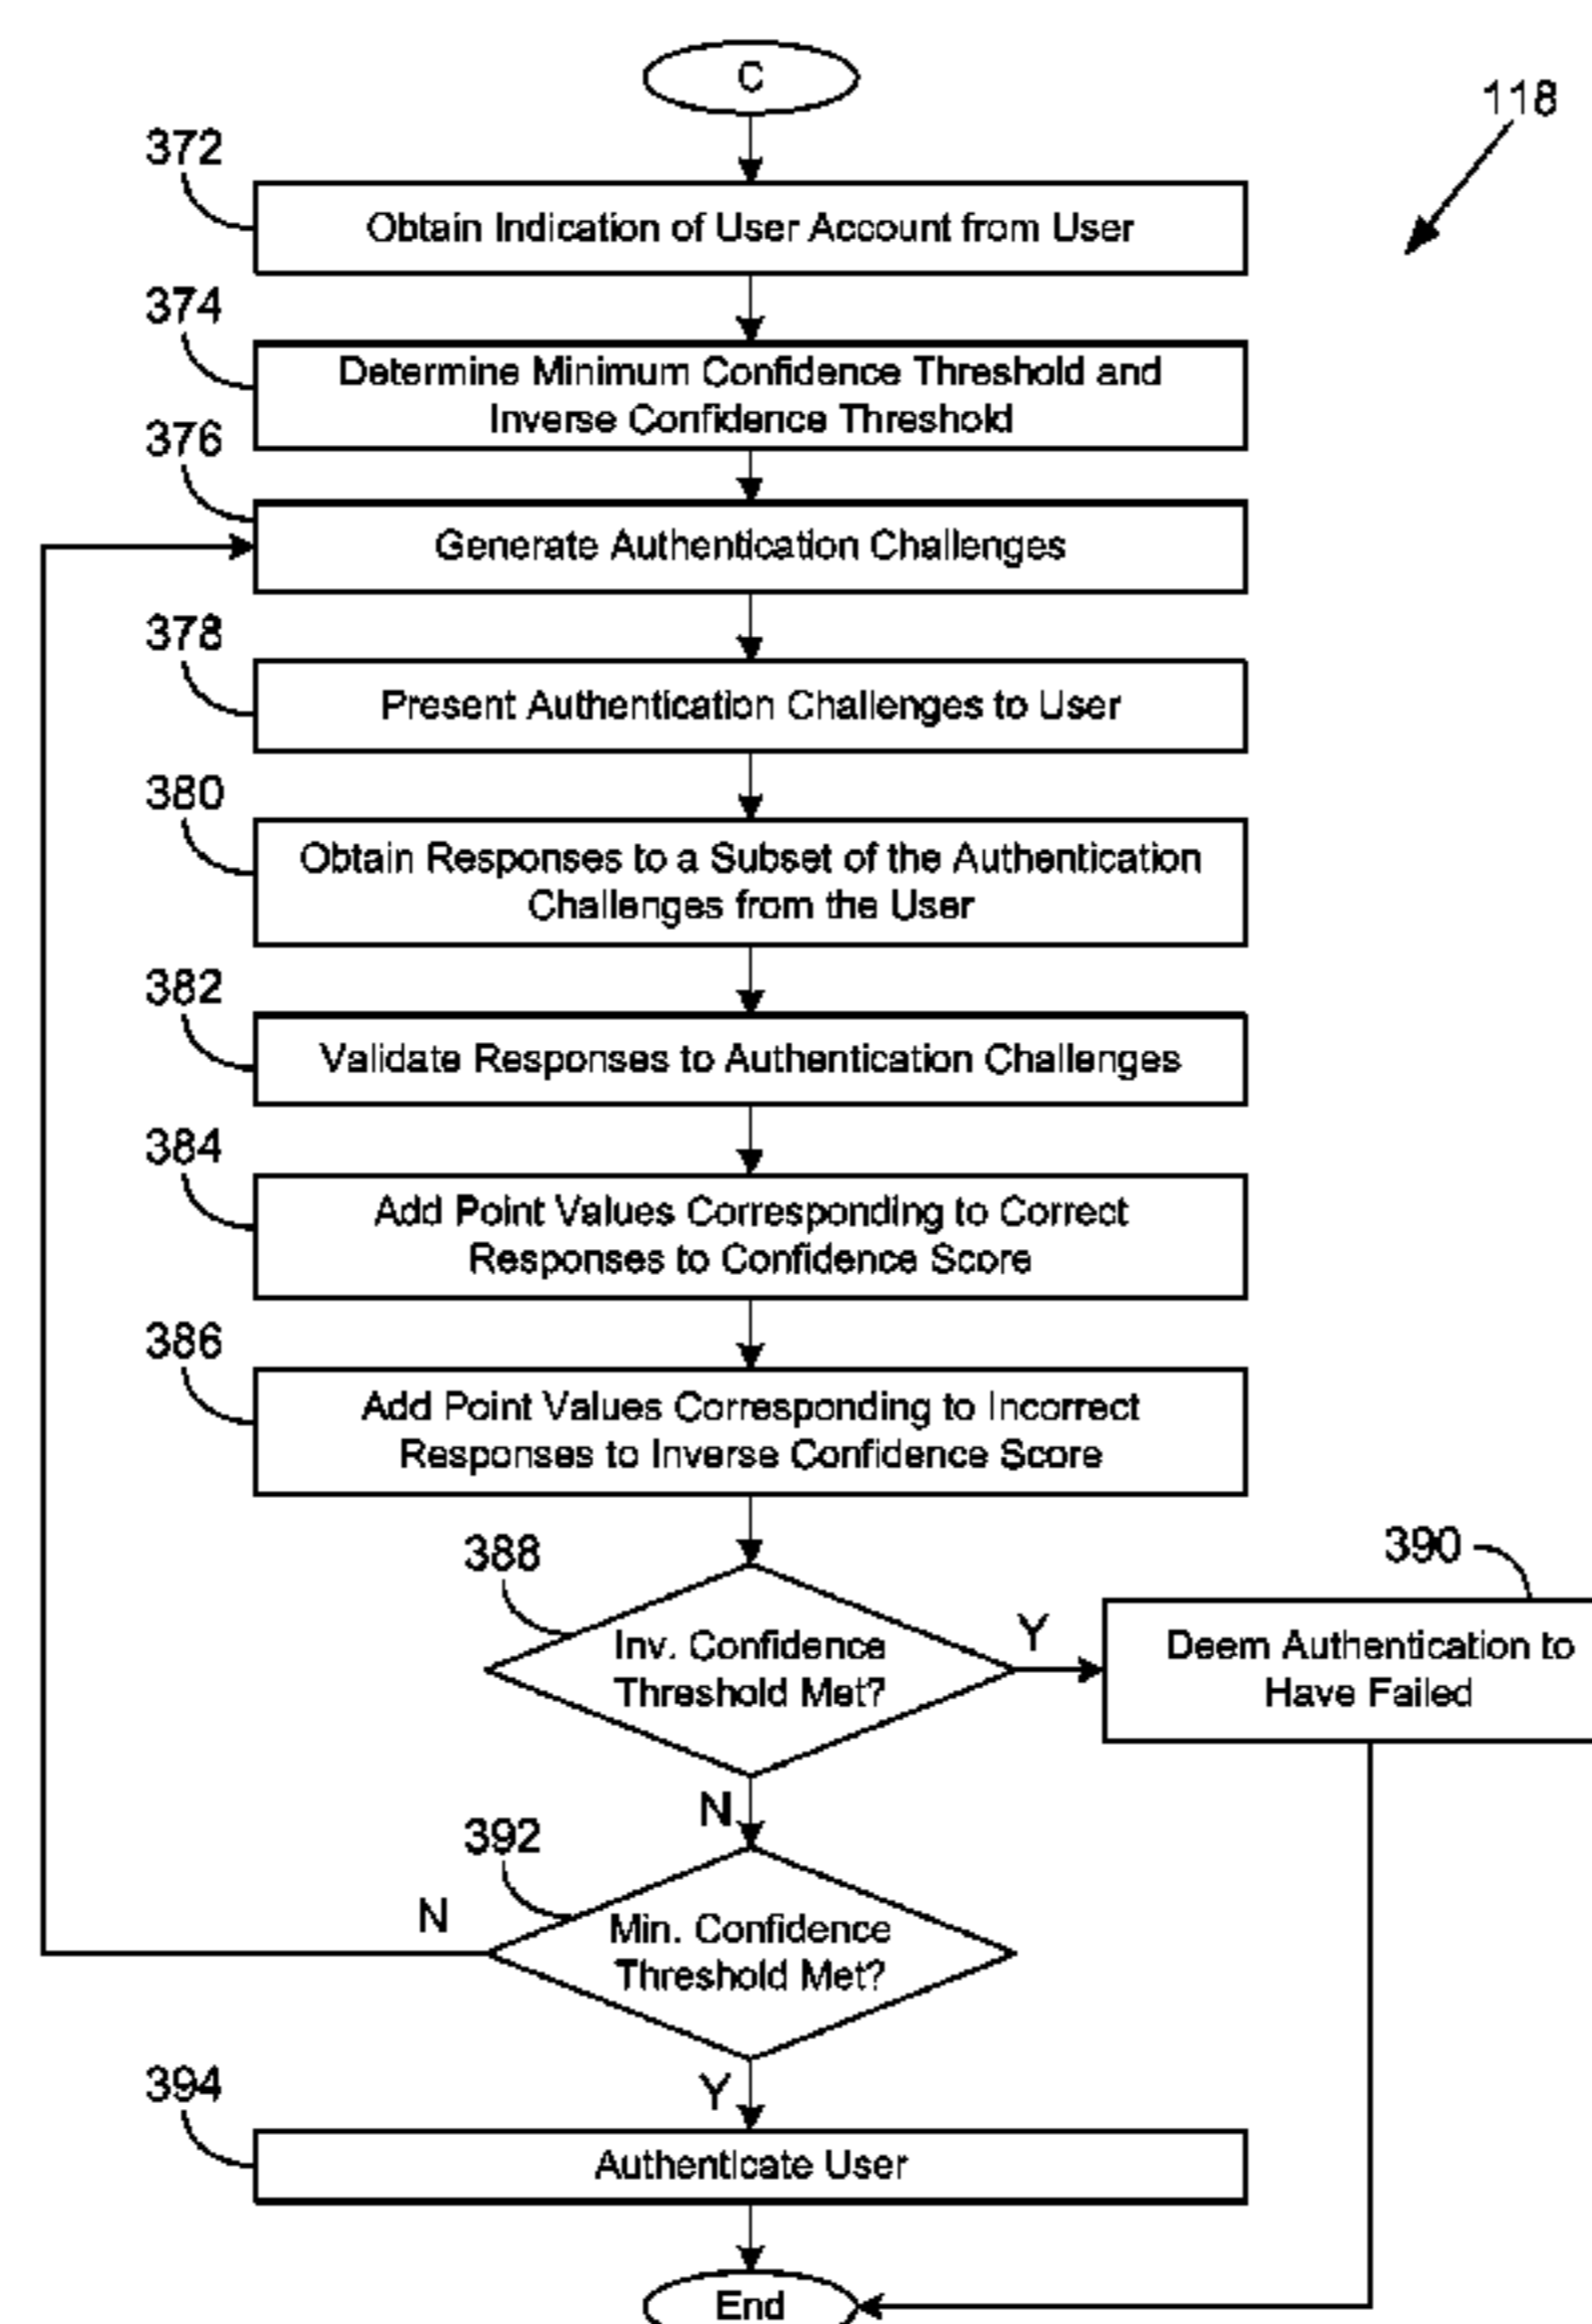 C
118
372
Obtain Indication of User Account from User
374
Determine Minimum Confidence Threshold and
Inverse Confidence Threshold
376
Generate Authentication Challenges
378
Present Authentication Challenges to User
380
Obtain Responses to a Subset of the Authentication
Challenges from the User
382
Validate Responses to Authentication Challenges
384
Add Point Values Corresponding to Correct
Responses to Confidence Score
386
Add Point Values Corresponding to Incorrect
Responses to Inverse Confidence Score
388
Inv. Confidence
Threshold Met?
Y
390
Deem Authentication to
Have Failed
N
392
Min. Confidence
Threshold Met?
N
Y
394
Authenticate User
End